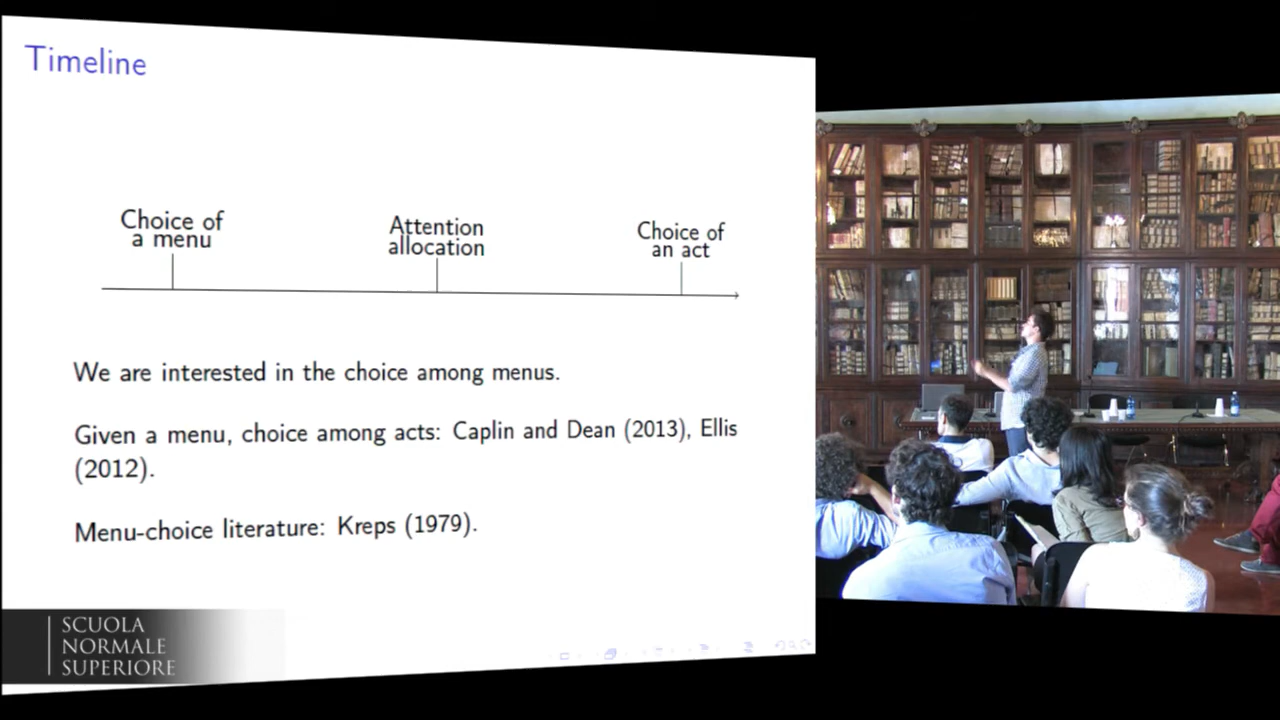 Timeline
Choice of
a menu
Attention
allocation
Choice of
an act
We are interested in the choice among menus.
Given a menu, choice among acts: Caplin and Dean (2013), Ellis
(2012).
Menu-choice literature: Kreps (1979).
SCUOLA
NORMALE
SUPERIORE